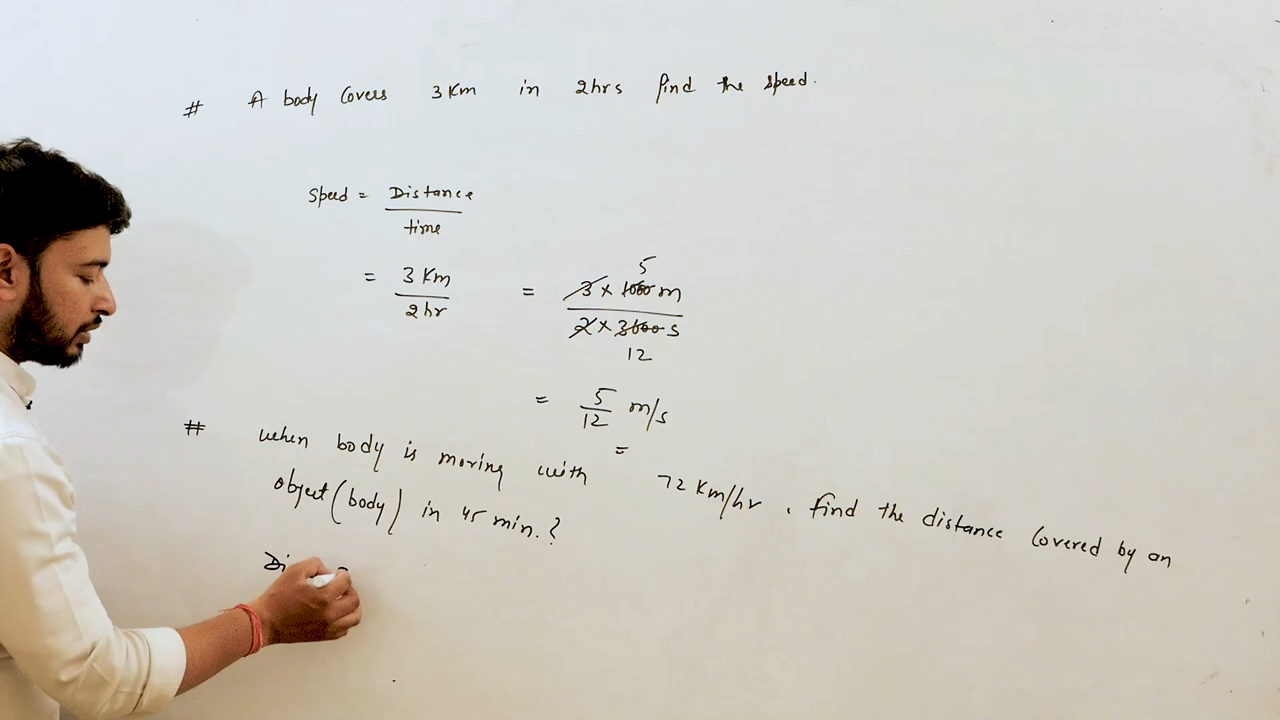 # A body covers 3 Km in 2hrs find the speed.
Speed = Distance
time
= 3 Km = 3 x 1000 m 5
2 hr 2 x 3600 s
12
= 5 m/s
12
=
# when body is moving with 72 Km/hr, find the distance covered by an
object (body) in 45 min.?
Di